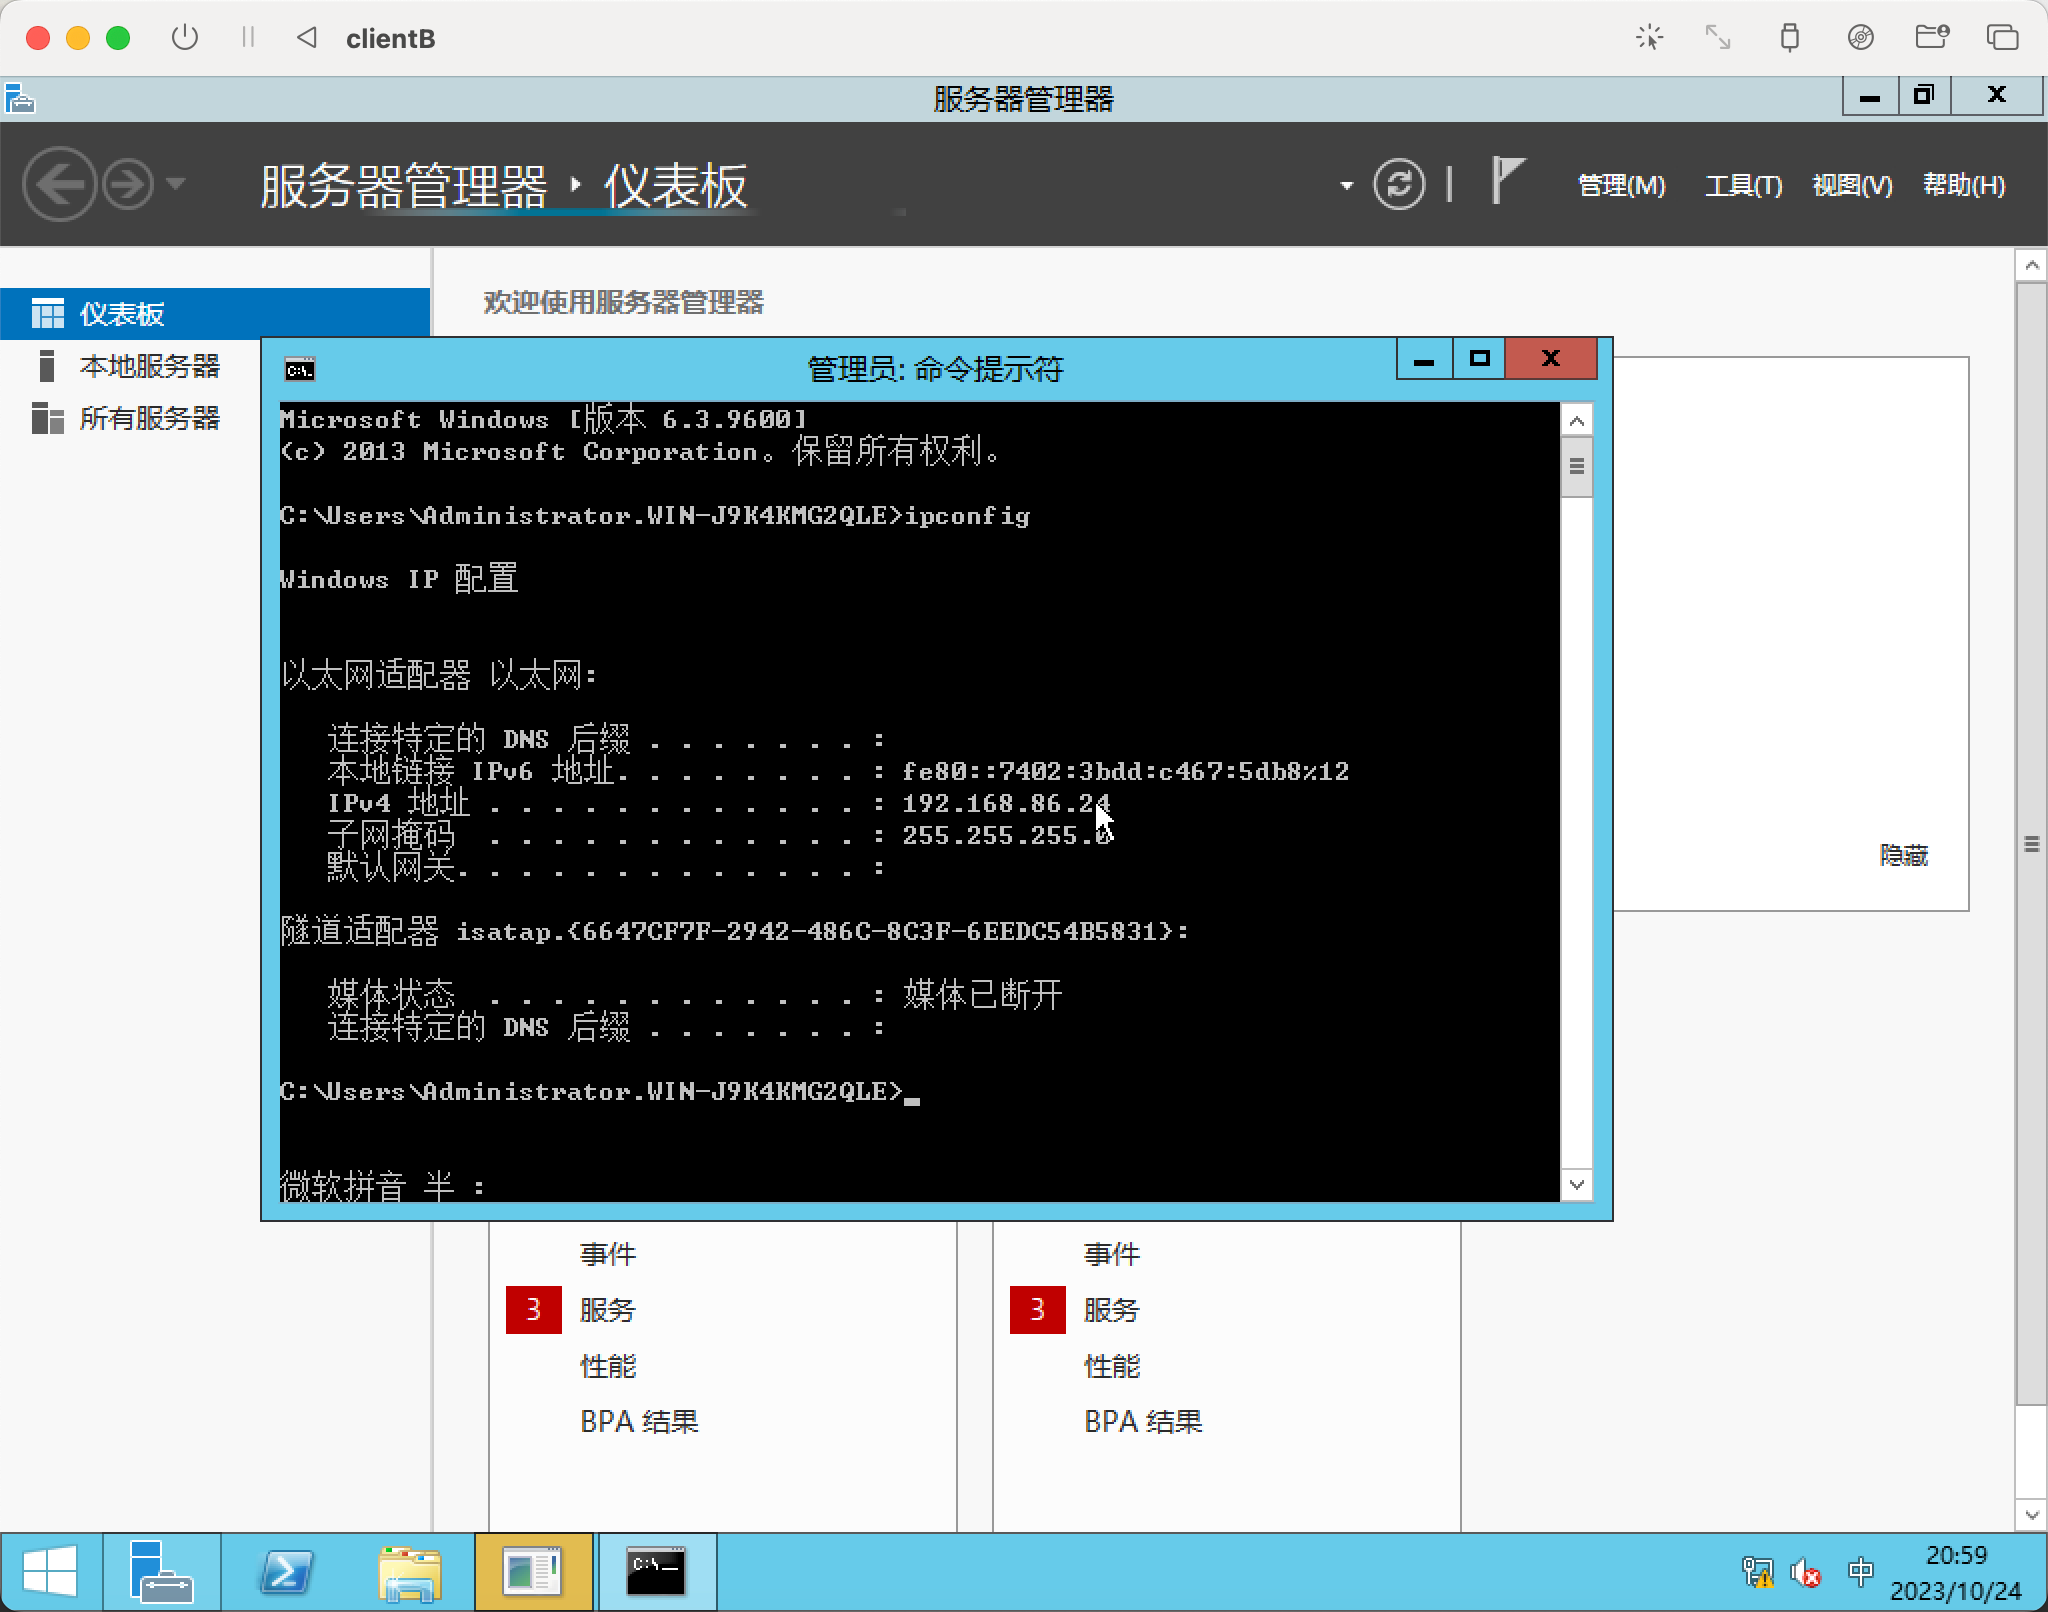 clientB
服务器管理器
服务器管理器 ‣ 仪表板
管理(M) 工具(T) 视图(V) 帮助(H)
欢迎使用服务器管理器
仪表板
本地服务器
所有服务器
管理员: 命令提示符
Microsoft Windows [版本 6.3.9600]
(c) 2013 Microsoft Corporation。保留所有权利。
C:\Users\Administrator.WIN-J9K4KMG2QLE>ipconfig
Windows IP 配置
以太网适配器 以太网:
连接特定的 DNS 后缀 . . . . . . . :
本地链接 IPv6 地址. . . . . . . . : fe80::7402:3bdd:c467:5db8%12
IPv4 地址 . . . . . . . . . . . . : 192.168.86.24
子网掩码  . . . . . . . . . . . . : 255.255.255.0
默认网关. . . . . . . . . . . . . :
隧道适配器 isatap.{6647CF7F-2942-486C-8C3F-6EEDC54B5831}:
媒体状态  . . . . . . . . . . . . : 媒体已断开
连接特定的 DNS 后缀 . . . . . . . :
C:\Users\Administrator.WIN-J9K4KMG2QLE>_
微软拼音 半 :
隐藏
事件
3 服务
性能
BPA 结果
事件
3 服务
性能
BPA 结果
中
20:59
2023/10/24